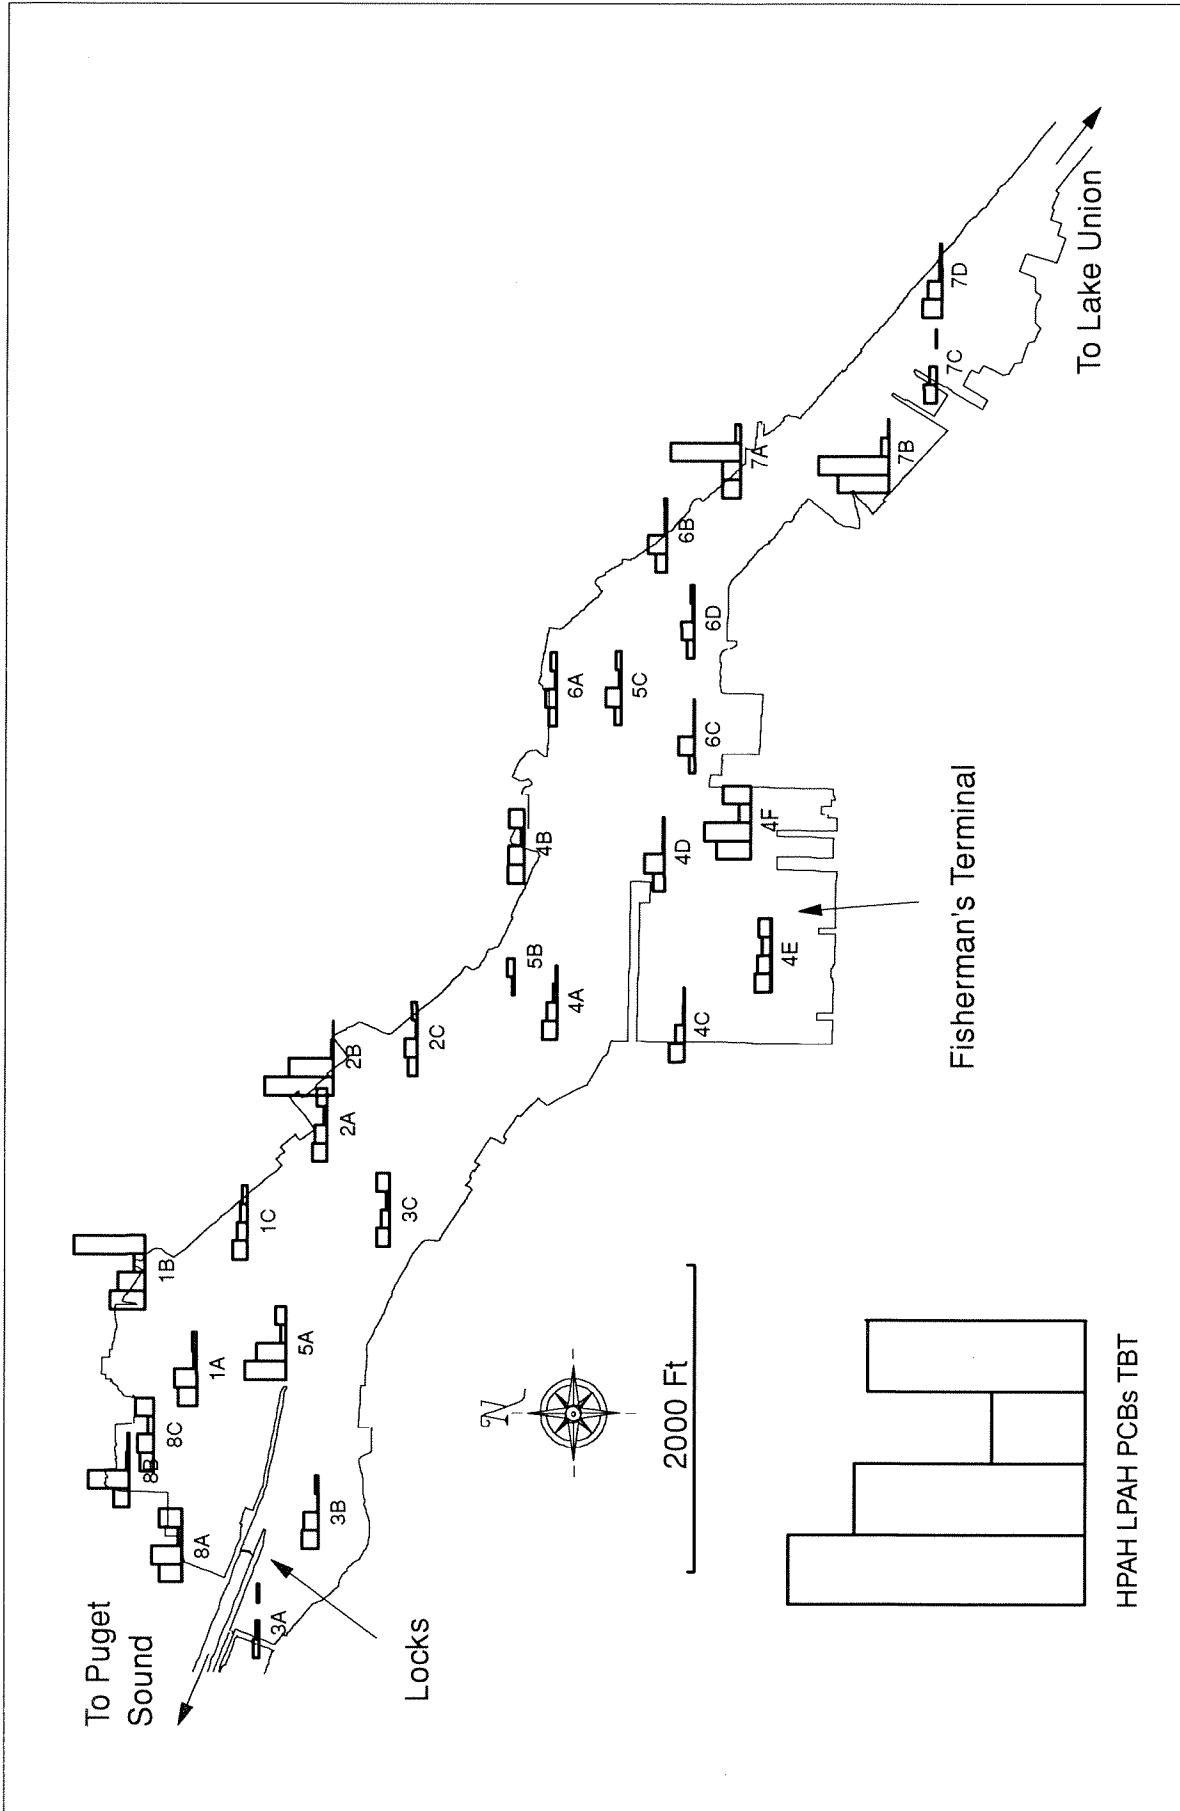 To Puget
Sound
Locks
3A
8A
8B
8C
3B
1A
5A
1B
1C
3C
2A
2B
2C
4A
5B
4C
4E
4B
4D
4F
6A
5C
6C
6D
6B
7A
7B
7C
7D
Fisherman's Terminal
To Lake Union
N
2000 Ft
HPAH LPAH PCBs TBT